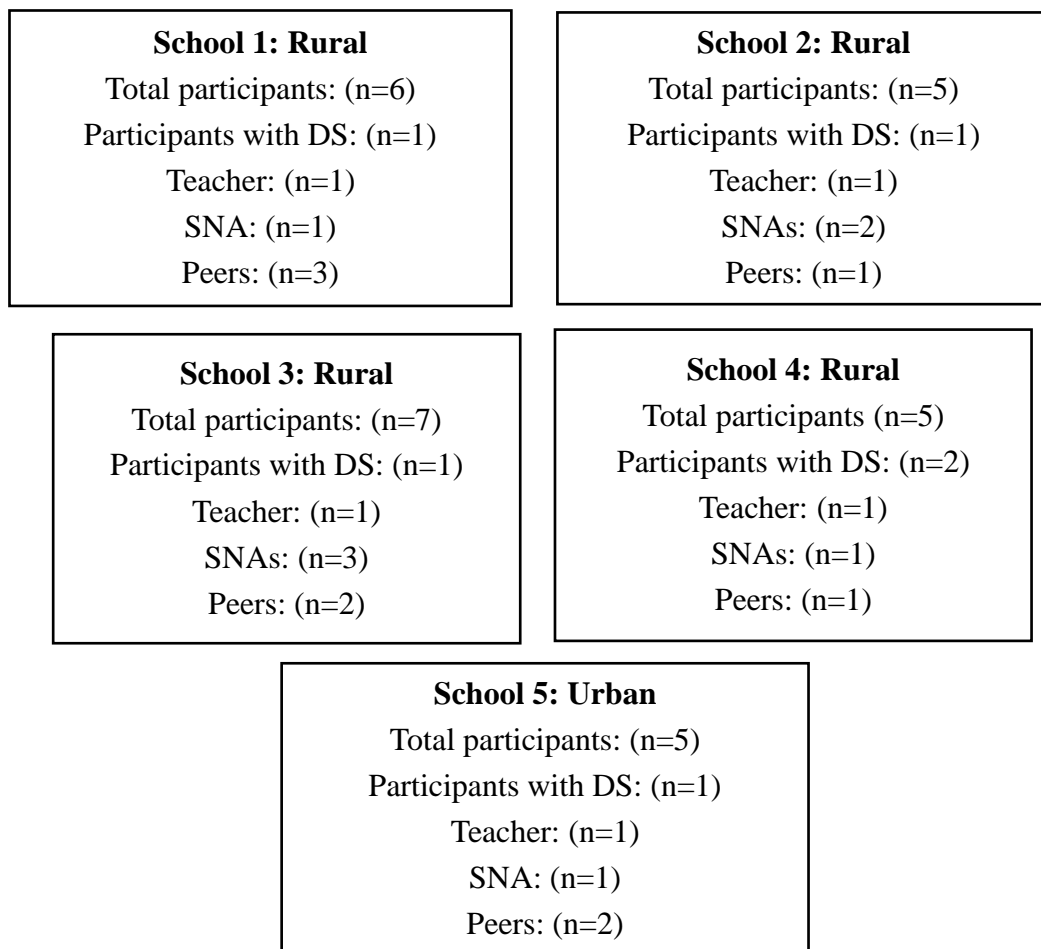 School 1: Rural
Total participants: (n=6)
Participants with DS: (n=1)
Teacher: (n=1)
SNA: (n=1)
Peers: (n=3)
School 2: Rural
Total participants: (n=5)
Participants with DS: (n=1)
Teacher: (n=1)
SNAs: (n=2)
Peers: (n=1)
School 3: Rural
Total participants: (n=7)
Participants with DS: (n=1)
Teacher: (n=1)
SNAs: (n=3)
Peers: (n=2)
School 4: Rural
Total participants (n=5)
Participants with DS: (n=2)
Teacher: (n=1)
SNAs: (n=1)
Peers: (n=1)
School 5: Urban
Total participants: (n=5)
Participants with DS: (n=1)
Teacher: (n=1)
SNA: (n=1)
Peers: (n=2)